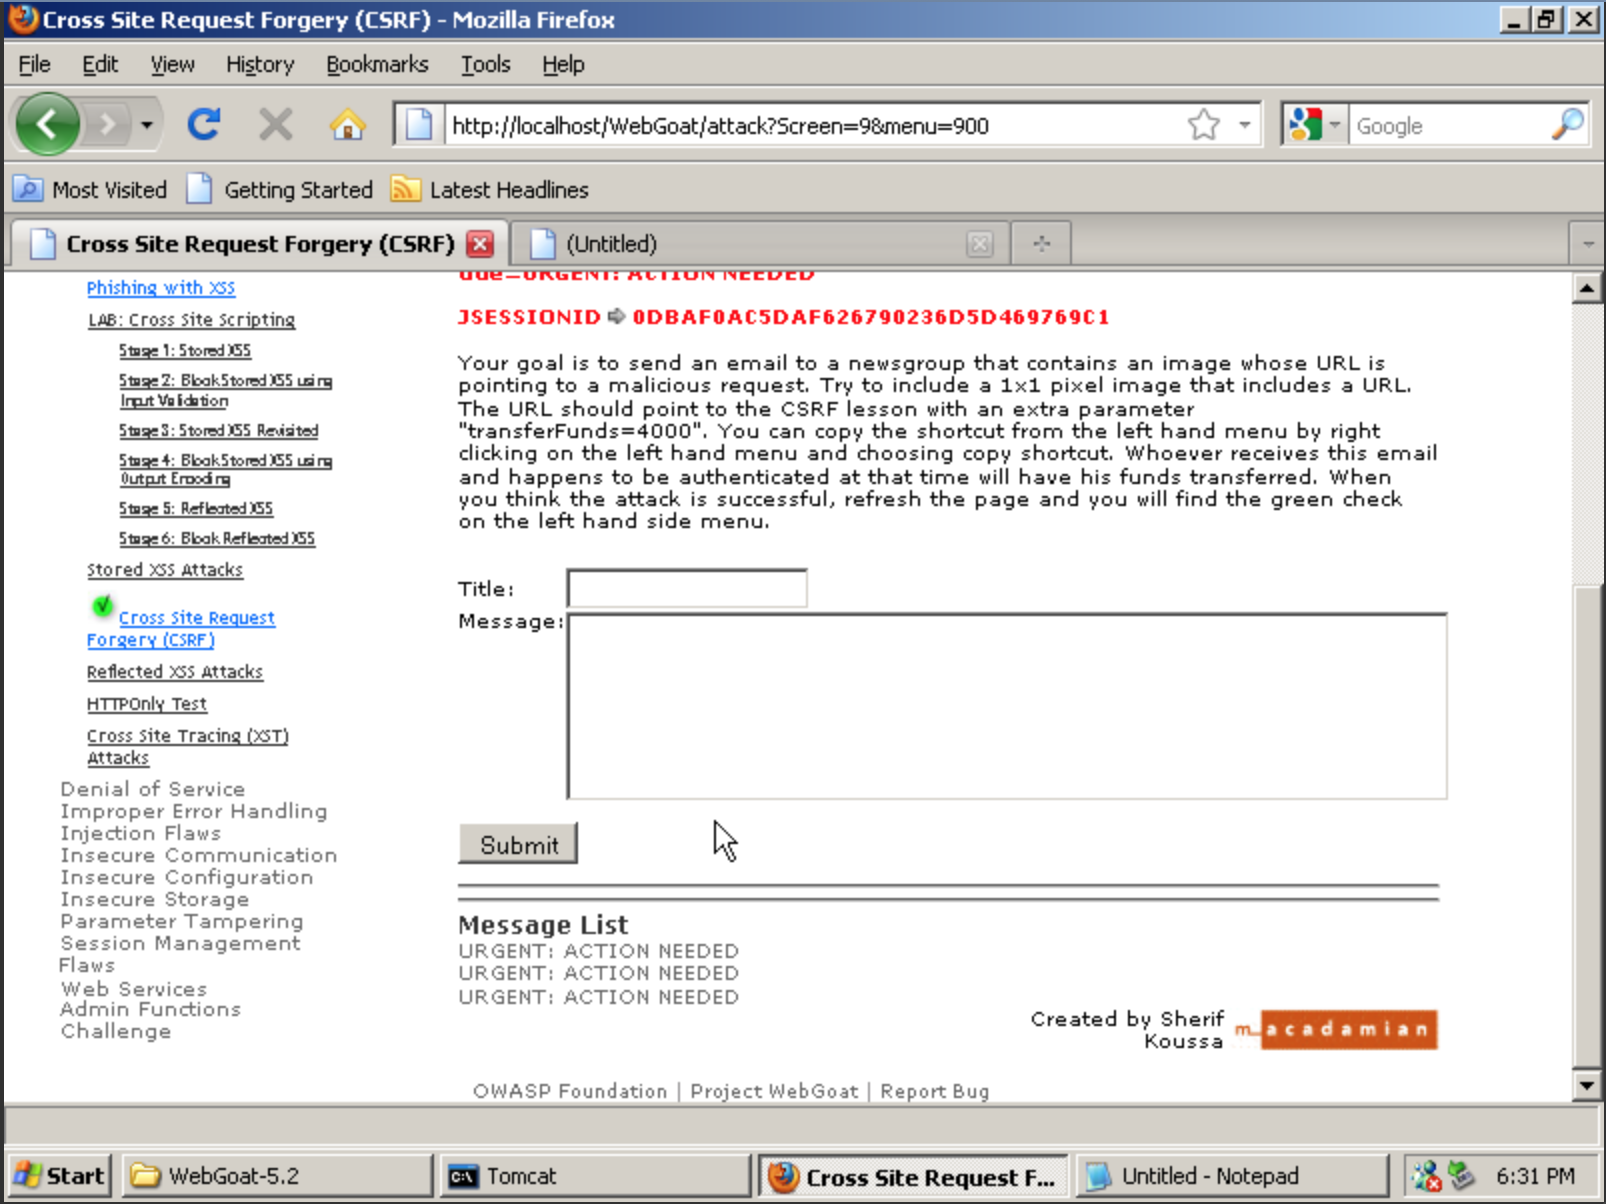 Cross Site Request Forgery (CSRF) - Mozilla Firefox
File Edit View History Bookmarks Tools Help
http://localhost/WebGoat/attack?Screen=9&menu=900
Google
Most Visited Getting Started Latest Headlines
Cross Site Request Forgery (CSRF)
(Untitled)
Phishing with XSS
LAB: Cross Site Scripting
Stage 1: Stored XSS
Stage 2: Block Stored XSS using
Input Validation
Stage 3: Stored XSS Revisited
Stage 4: Block Stored XSS using
Output Encoding
Stage 5: Reflected XSS
Stage 6: Block Reflected XSS
Stored XSS Attacks
Cross Site Request
Forgery (CSRF)
Reflected XSS Attacks
HTTPOnly Test
Cross Site Tracing (XST)
Attacks
Denial of Service
Improper Error Handling
Injection Flaws
Insecure Communication
Insecure Configuration
Insecure Storage
Parameter Tampering
Session Management
Flaws
Web Services
Admin Functions
Challenge
URGENT: ACTION NEEDED
JSESSIONID 0DBAF0AC5DAF626790236D5D469769C1
Your goal is to send an email to a newsgroup that contains an image whose URL is
pointing to a malicious request. Try to include a 1x1 pixel image that includes a URL.
The URL should point to the CSRF lesson with an extra parameter
"transferFunds=4000". You can copy the shortcut from the left hand menu by right
clicking on the left hand menu and choosing copy shortcut. Whoever receives this email
and happens to be authenticated at that time will have his funds transferred. When
you think the attack is successful, refresh the page and you will find the green check
on the left hand side menu.
Title:
Message:
Submit
Message List
URGENT: ACTION NEEDED
URGENT: ACTION NEEDED
URGENT: ACTION NEEDED
Created by Sherif
Koussa
m_acadamian
OWASP Foundation | Project WebGoat | Report Bug
Start WebGoat-5.2 Tomcat Cross Site Request F... Untitled - Notepad 6:31 PM